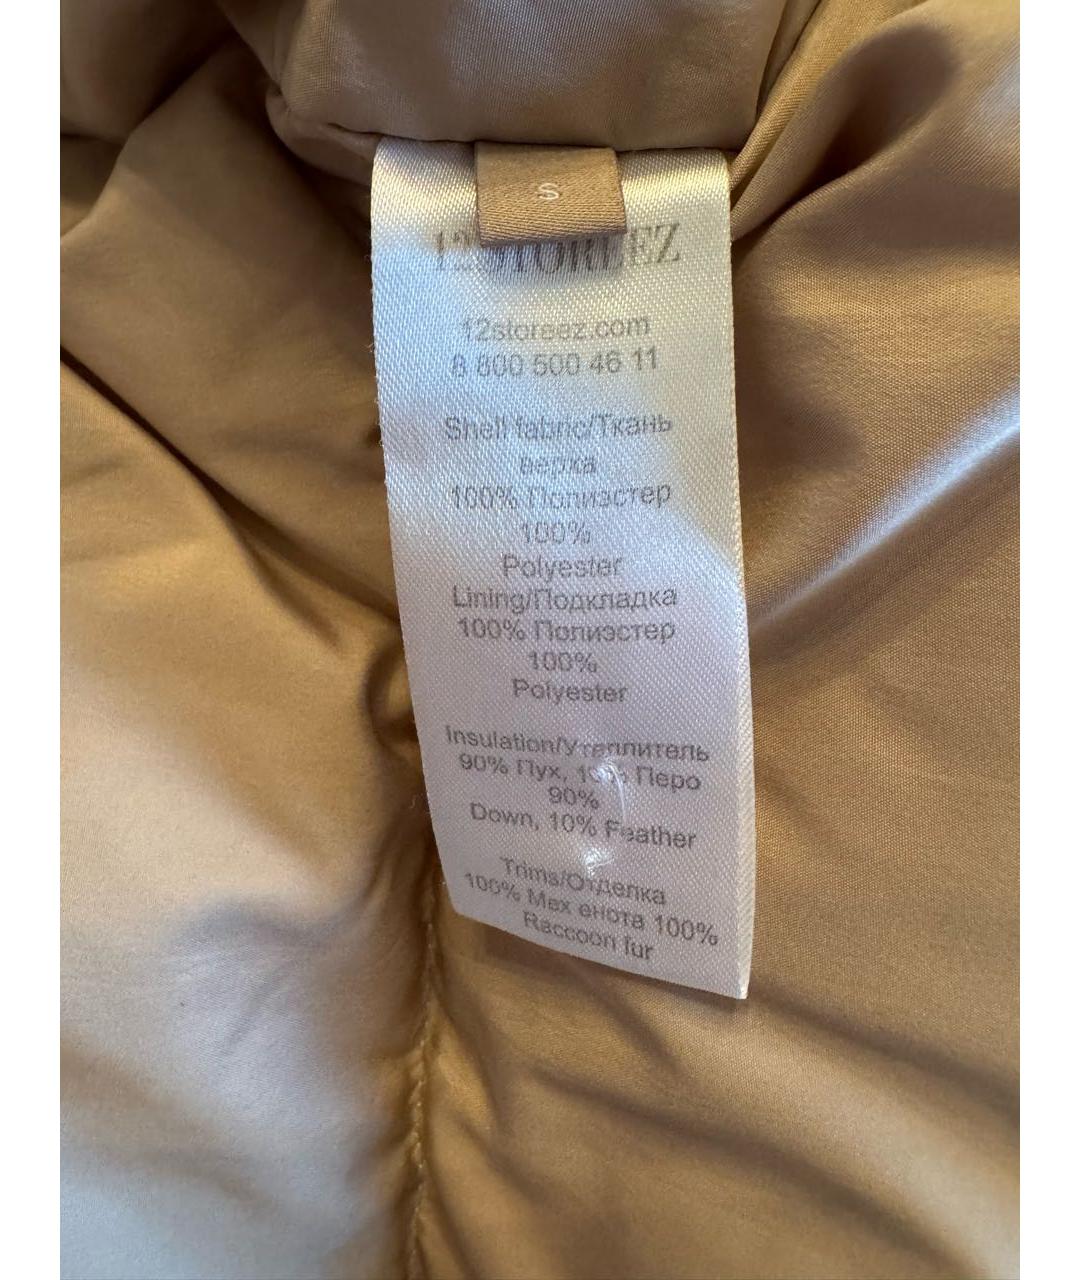 S
12STOREEZ
12storeez.com
8 800 500 46 11
Shell fabric/Ткань
верха
100% Полиэстер
100%
Polyester
Lining/Подкладка
100% Полиэстер
100%
Polyester
Insulation/Утеплитель
90% Пух, 10% Перо
90%
Down, 10% Feather
Trims/Отделка
100% Мех енота 100%
Raccoon fur